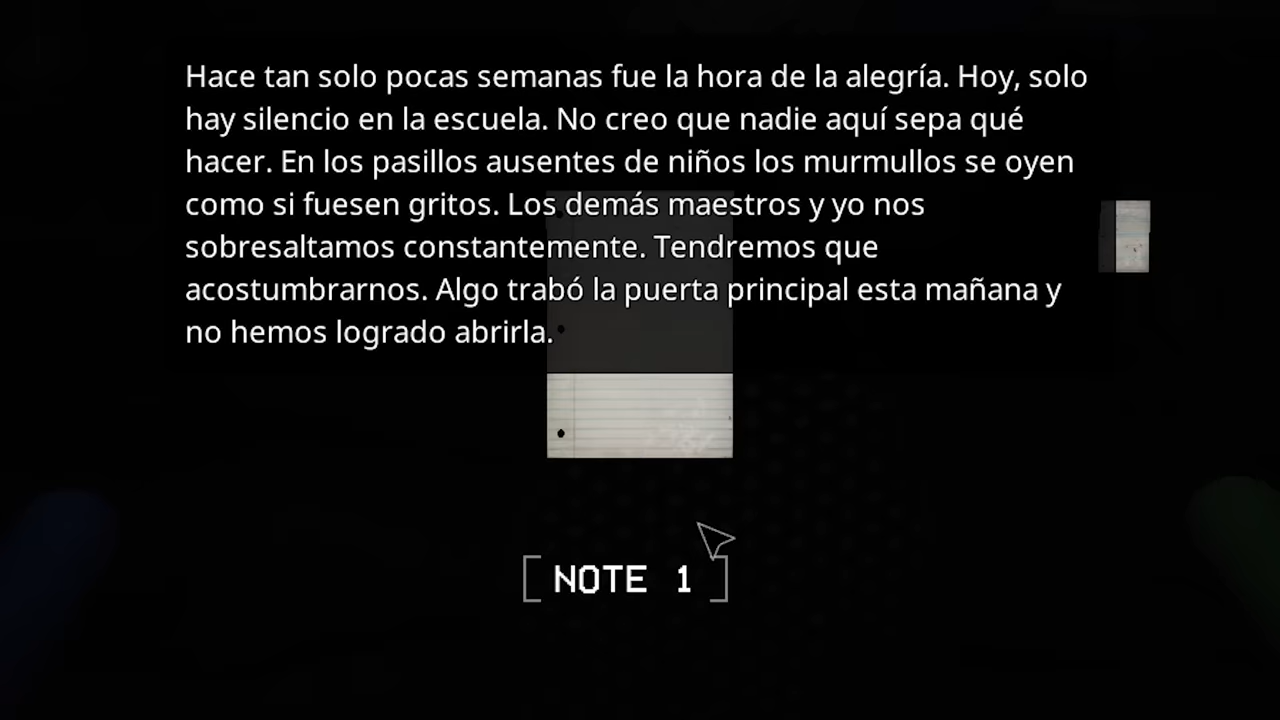 Hace tan solo pocas semanas fue la hora de la alegría. Hoy, solo
hay silencio en la escuela. No creo que nadie aquí sepa qué
hacer. En los pasillos ausentes de niños los murmullos se oyen
como si fuesen gritos. Los demás maestros y yo nos
sobresaltamos constantemente. Tendremos que
acostumbrarnos. Algo trabó la puerta principal esta mañana y
no hemos logrado abrirla.
NOTE 1